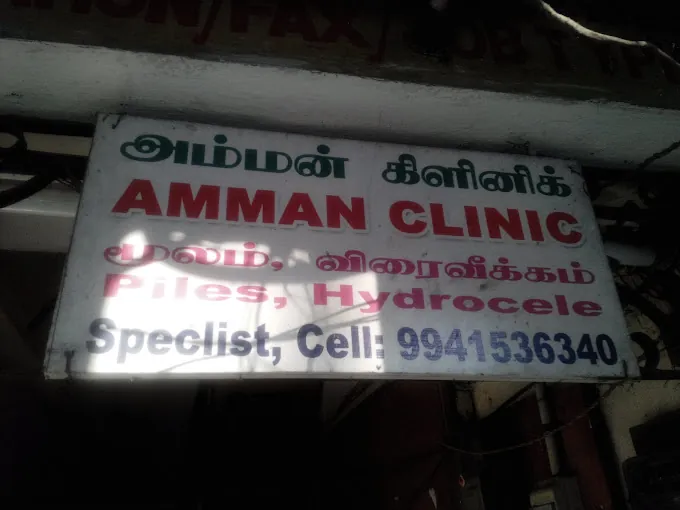 அம்மன் கிளினிக்
AMMAN CLINIC
மூலம், விரைவீக்கம்
Piles, Hydrocele
Speclist, Cell: 9941536340